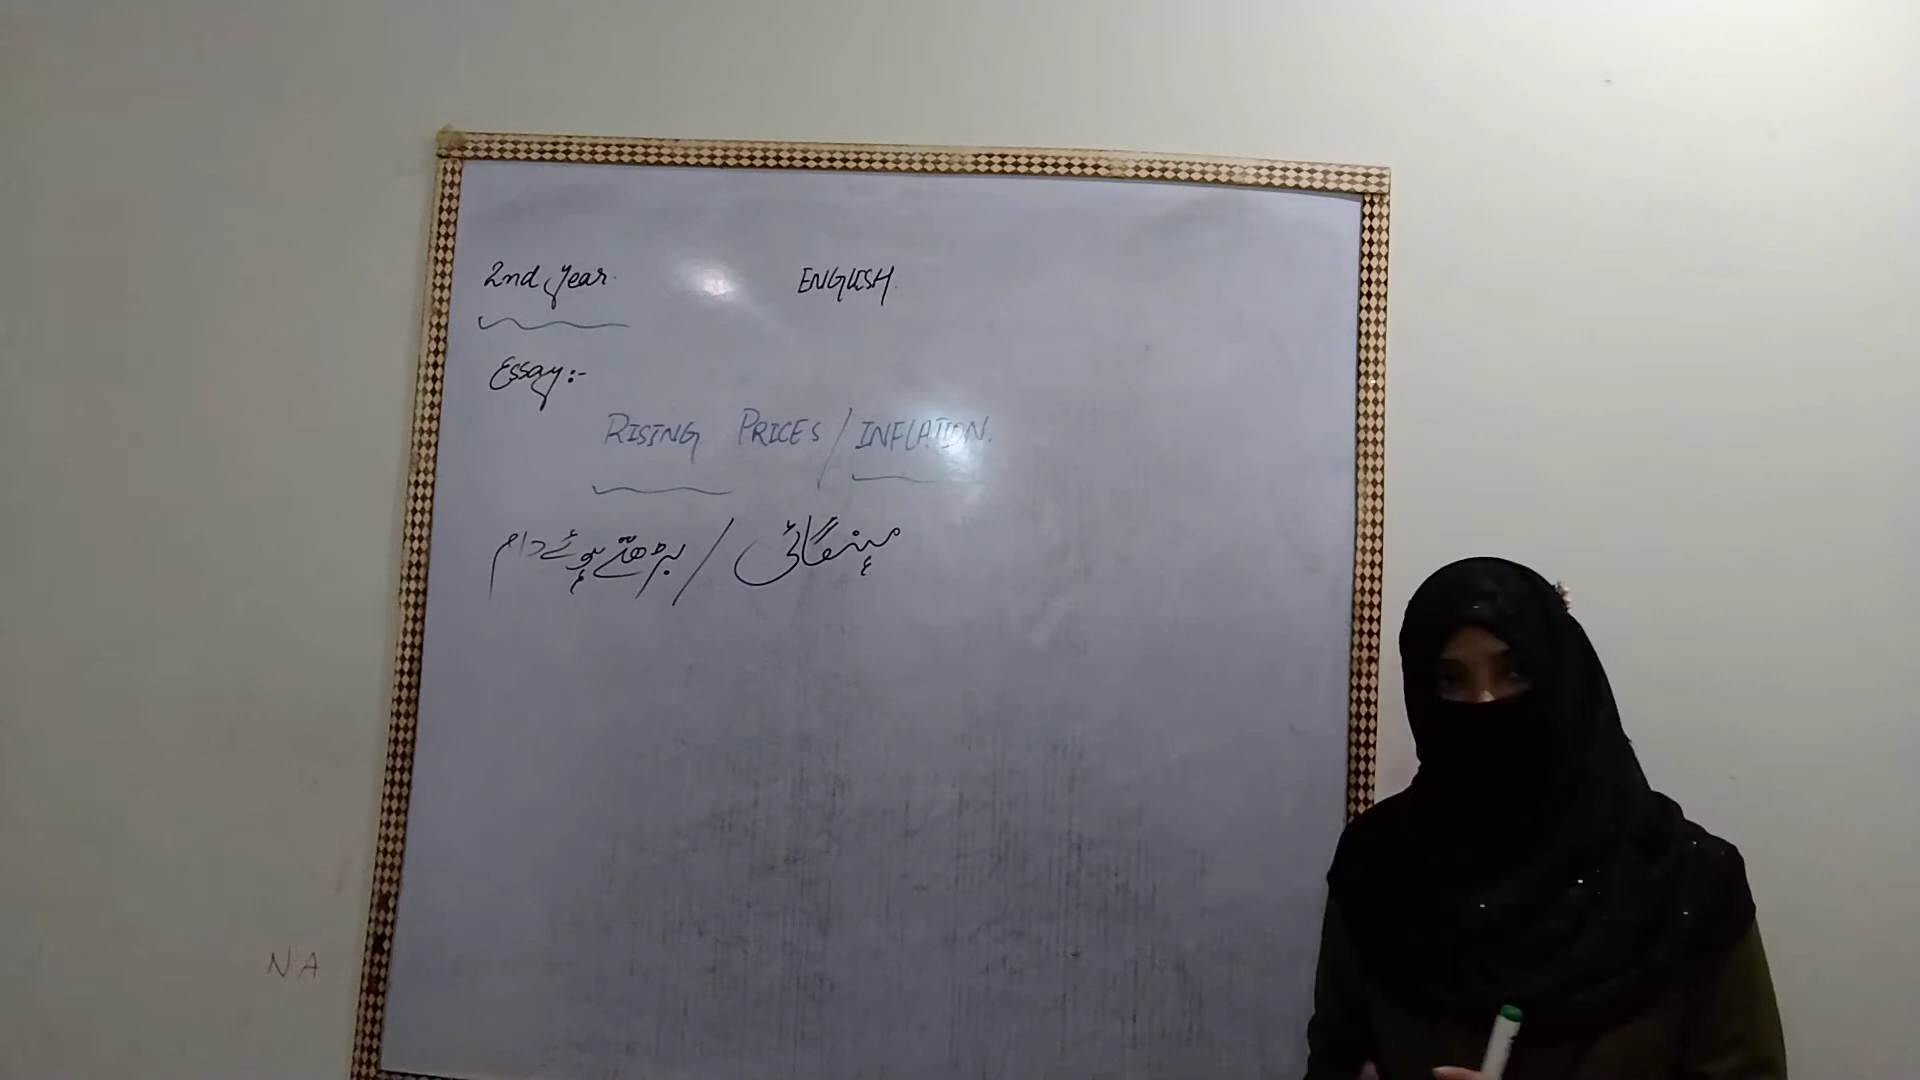 2nd Year. ENGLISH.
Essay:-
RISING PRICES / INFLATION.
مہنگائی / بڑھتے ہوئے دام
N A